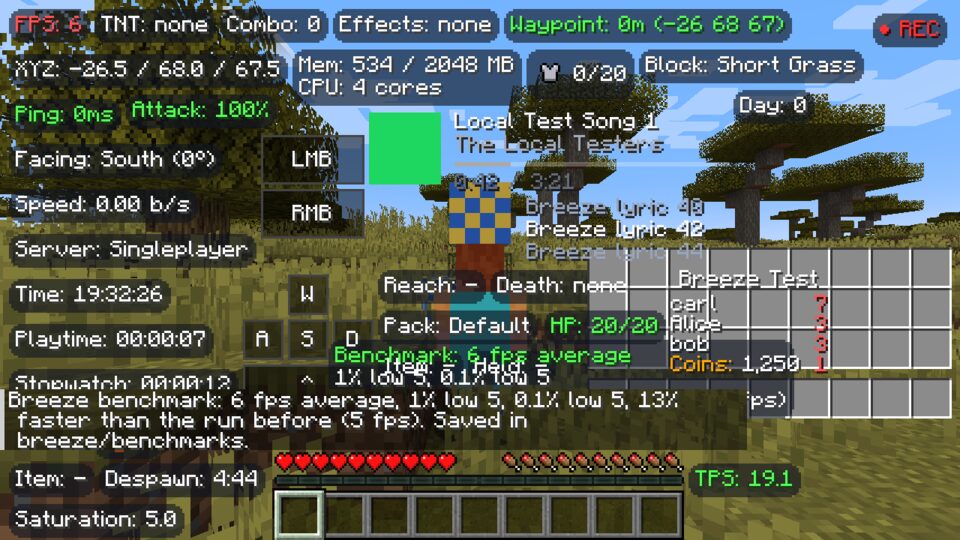 FPS: 6 TNT: none Combo: 0 Effects: none Waypoint: 0m (-26 68 67) REC
XYZ: -26.5 / 68.0 / 67.5 Mem: 534 / 2048 MB 0/20 Block: Short Grass
CPU: 4 cores
Ping: 0ms Attack: 100% Day: 0
Local Test Song 1
The Local Testers
Facing: South (0°) LMB
0:42 3:21
Speed: 0.00 b/s RMB Breeze lyric 40
Breeze lyric 42
Server: Singleplayer Breeze lyric 44
Reach: - Death: none Breeze Test
Time: 19:32:26 W carl 7
Pack: Default HP: 20/20 Alice 3
Playtime: 00:00:07 A S D bob 3
Benchmark: 6 fps average Coins: 1,250 1
Item: - Held: -
1% low 5, 0.1% low 5
Stopwatch: 00:00:12
Breeze benchmark: 6 fps average, 1% low 5, 0.1% low 5, 13% fps)
faster than the run before (5 fps). Saved in
breeze/benchmarks.
Item: - Despawn: 4:44 TPS: 19.1
Saturation: 5.0